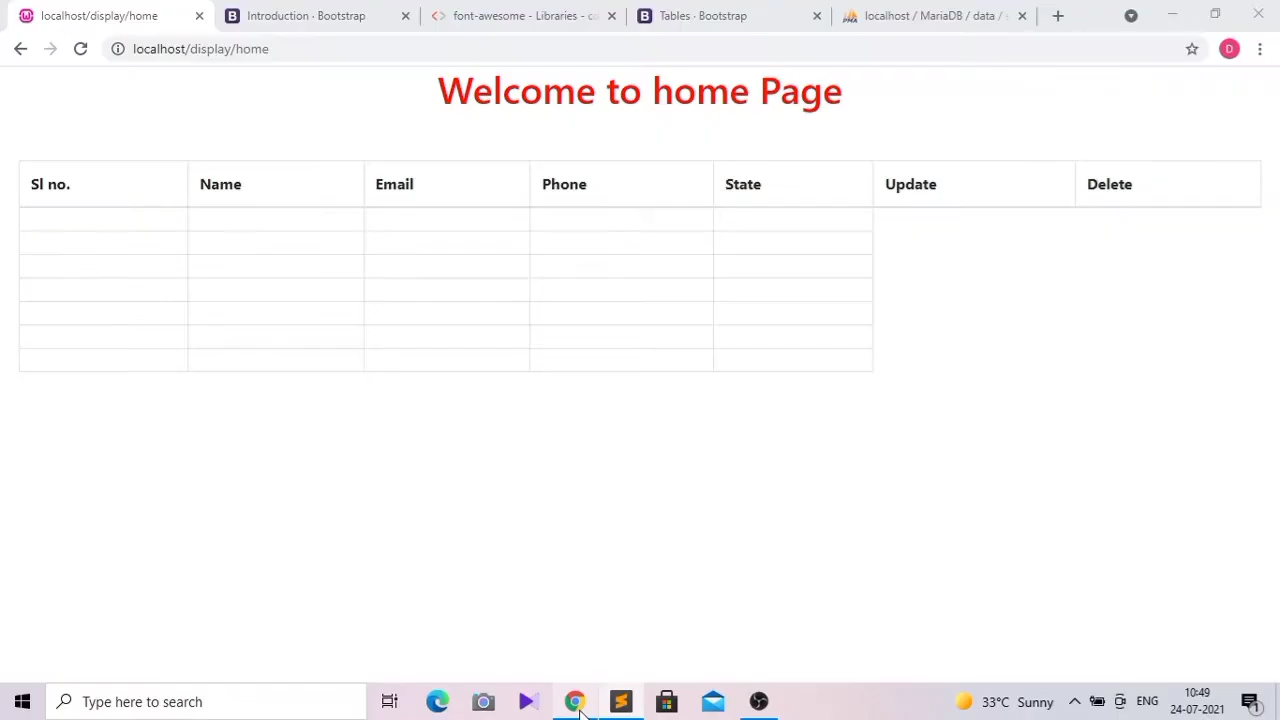 localhost/display/home
Introduction · Bootstrap
font-awesome - Libraries - c
Tables · Bootstrap
localhost / MariaDB / data /
localhost/display/home
D
Welcome to home Page
Sl no. Name Email Phone State Update Delete
Type here to search
33°C Sunny
ENG
10:49
24-07-2021
1